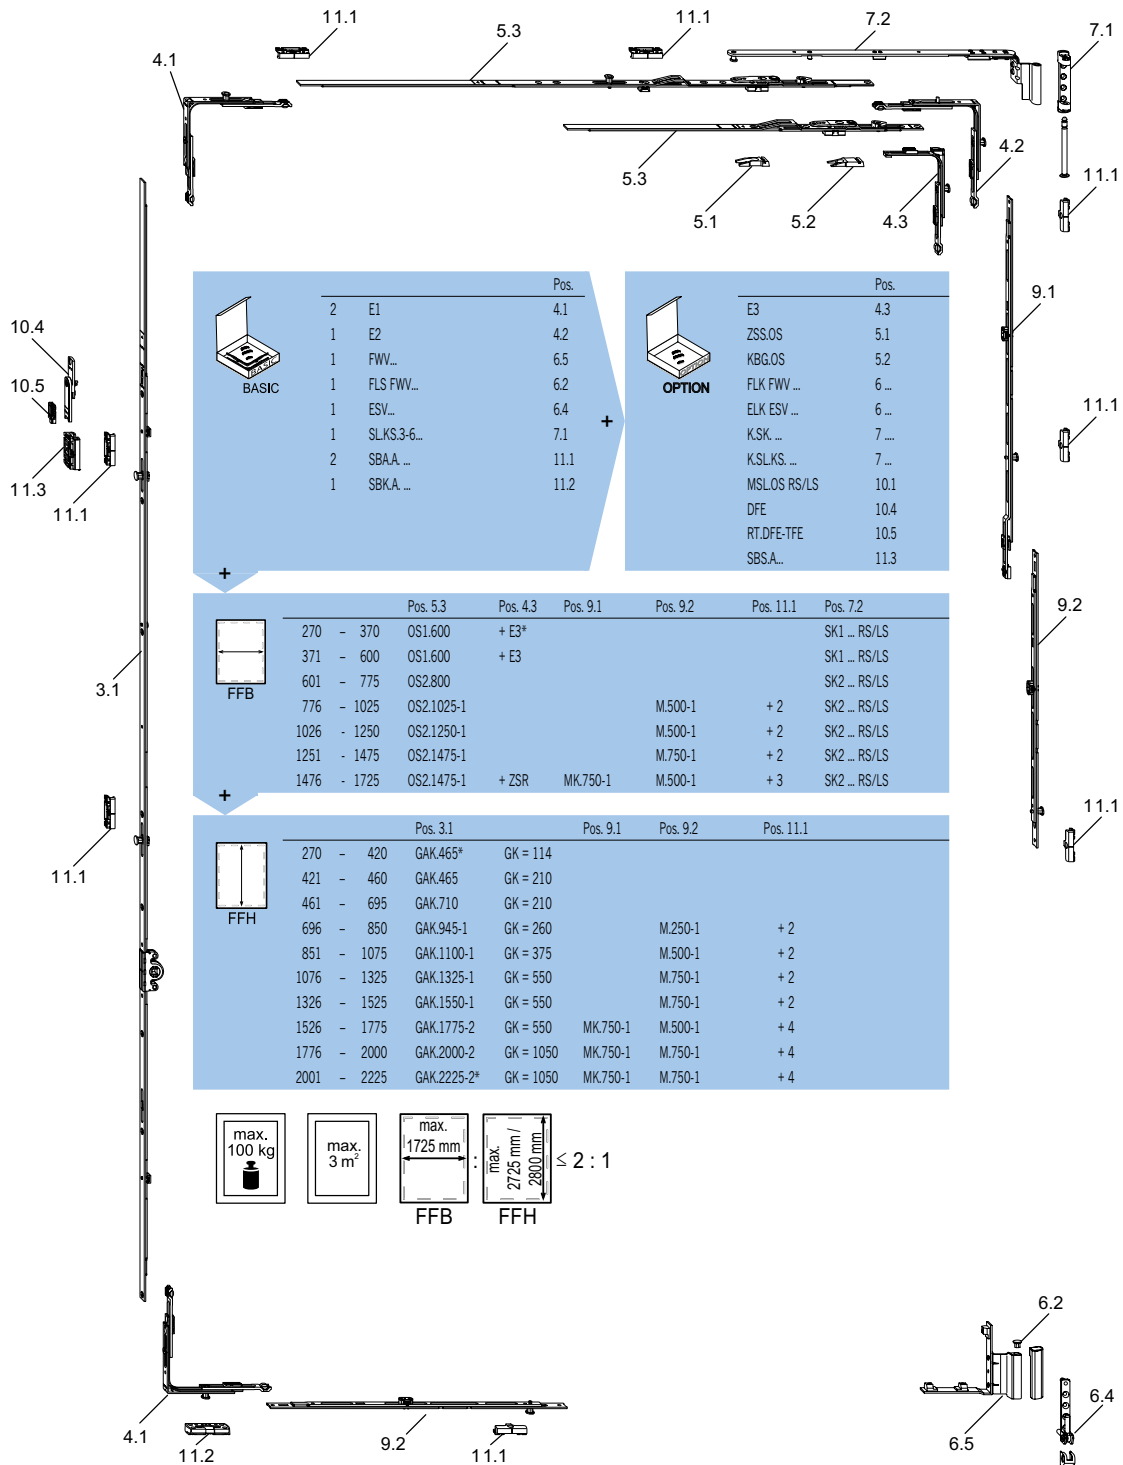 11.1
11.1
7.2
7.1
5.3
4.1
5.3
4.2
11.1
5.1
5.2
4.3
9.1
10.4
10.5
11.3
11.1
11.1
3.1
9.2
11.1
11.1
BASIC
Pos.
2 E1 4.1
1 E2 4.2
1 FWV... 6.5
1 FLS FWV... 6.2
1 ESV... 6.4
1 SL.KS.3-6... 7.1
2 SBA.A. ... 11.1
1 SBK.A. ... 11.2
+
OPTION
Pos.
E3 4.3
ZSS.OS 5.1
KBG.OS 5.2
FLK FWV ... 6 ...
ELK ESV ... 6 ...
K.SK. ... 7 ....
K.SL.KS. ... 7 ...
MSL.OS RS/LS 10.1
DFE 10.4
RT.DFE-TFE 10.5
SBS.A... 11.3
+
FFB
Pos. 5.3 Pos. 4.3 Pos. 9.1 Pos. 9.2 Pos. 11.1 Pos. 7.2
270 – 370 OS1.600 + E3* SK1 ... RS/LS
371 – 600 OS1.600 + E3 SK1 ... RS/LS
601 – 775 OS2.800 SK2 ... RS/LS
776 – 1025 OS2.1025-1 M.500-1 + 2 SK2 ... RS/LS
1026 - 1250 OS2.1250-1 M.500-1 + 2 SK2 ... RS/LS
1251 - 1475 OS2.1475-1 M.750-1 + 2 SK2 ... RS/LS
1476 - 1725 OS2.1475-1 + ZSR MK.750-1 M.500-1 + 3 SK2 ... RS/LS
+
FFH
Pos. 3.1 Pos. 9.1 Pos. 9.2 Pos. 11.1
270 – 420 GAK.465* GK = 114
421 – 460 GAK.465 GK = 210
461 – 695 GAK.710 GK = 210
696 – 850 GAK.945-1 GK = 260 M.250-1 + 2
851 – 1075 GAK.1100-1 GK = 375 M.500-1 + 2
1076 – 1325 GAK.1325-1 GK = 550 M.750-1 + 2
1326 – 1525 GAK.1550-1 GK = 550 M.750-1 + 2
1526 – 1775 GAK.1775-2 GK = 550 MK.750-1 M.500-1 + 4
1776 – 2000 GAK.2000-2 GK = 1050 MK.750-1 M.750-1 + 4
2001 – 2225 GAK.2225-2* GK = 1050 MK.750-1 M.750-1 + 4
max.
100 kg
max.
3 m²
max.
1725 mm
FFB
:
max.
2725 mm /
2800 mm
FFH
≤ 2 : 1
6.2
6.5
6.4
4.1
11.2
9.2
11.1